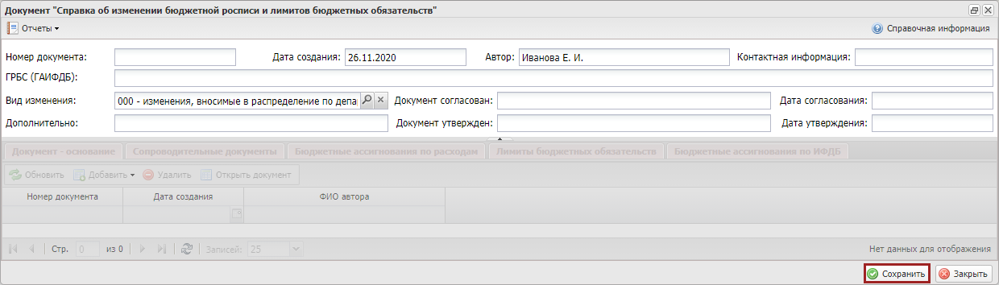 Документ "Справка об изменении бюджетной росписи и лимитов бюджетных обязательств"
Отчеты Справочная информация
Номер документа: Дата создания: 26.11.2020 Автор: Иванова Е. И. Контактная информация:
ГРБС (ГАИФДБ):
Вид изменения: 000 - изменения, вносимые в распределение по депа Документ согласован: Дата согласования:
Дополнительно: Документ утвержден: Дата утверждения:
Документ - основание Сопроводительные документы Бюджетные ассигнования по расходам Лимиты бюджетных обязательств Бюджетные ассигнования по ИФДБ
Обновить Добавить Удалить Открыть документ
Номер документа Дата создания ФИО автора
Стр. 0 из 0 Записей: 25 Нет данных для отображения
Сохранить Закрыть